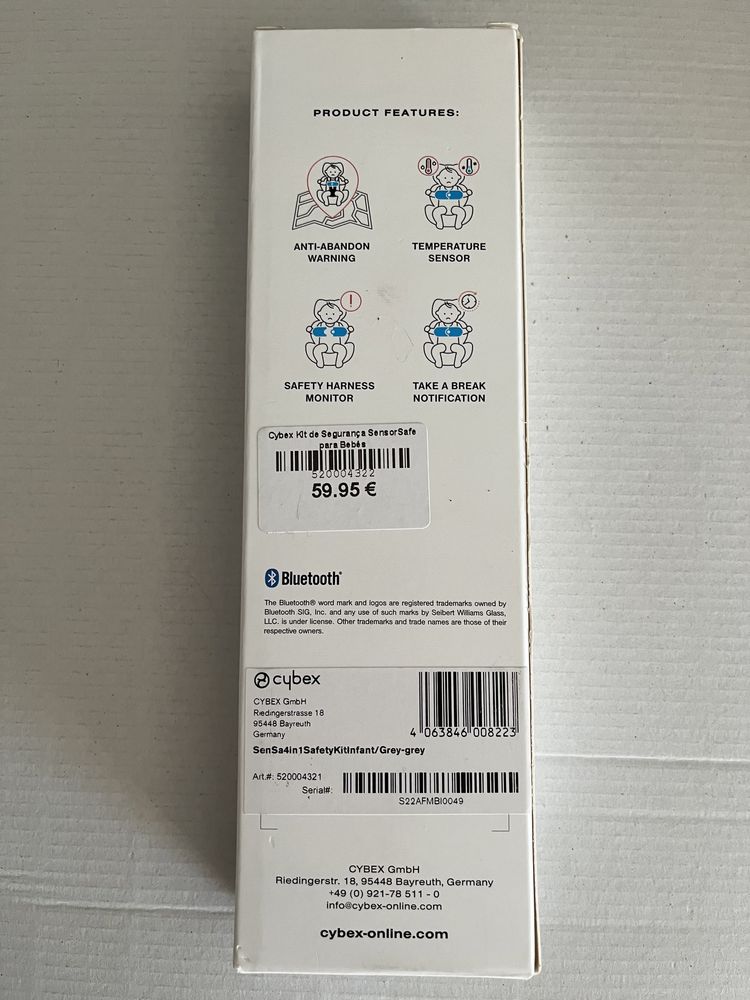 PRODUCT FEATURES:
ANTI-ABANDON
WARNING
TEMPERATURE
SENSOR
SAFETY HARNESS
MONITOR
TAKE A BREAK
NOTIFICATION
Cybex Kit de Segurança SensorSafe
para Bebés
520004322
59.95 €
Bluetooth®
The Bluetooth® word mark and logos are registered trademarks owned by
Bluetooth SIG, Inc. and any use of such marks by Seibert Williams Glass,
LLC. is under license. Other trademarks and trade names are those of their
respective owners.
cybex
CYBEX GmbH
Riedingerstrasse 18
95448 Bayreuth
Germany
4 063846 008223
SenSa4in1SafetyKitInfant/Grey-grey
Art.#: 520004321
Serial#:
S22AFMBI0049
CYBEX GmbH
Riedingerstr. 18, 95448 Bayreuth, Germany
+49 (0) 921-78 511 - 0
info@cybex-online.com
cybex-online.com